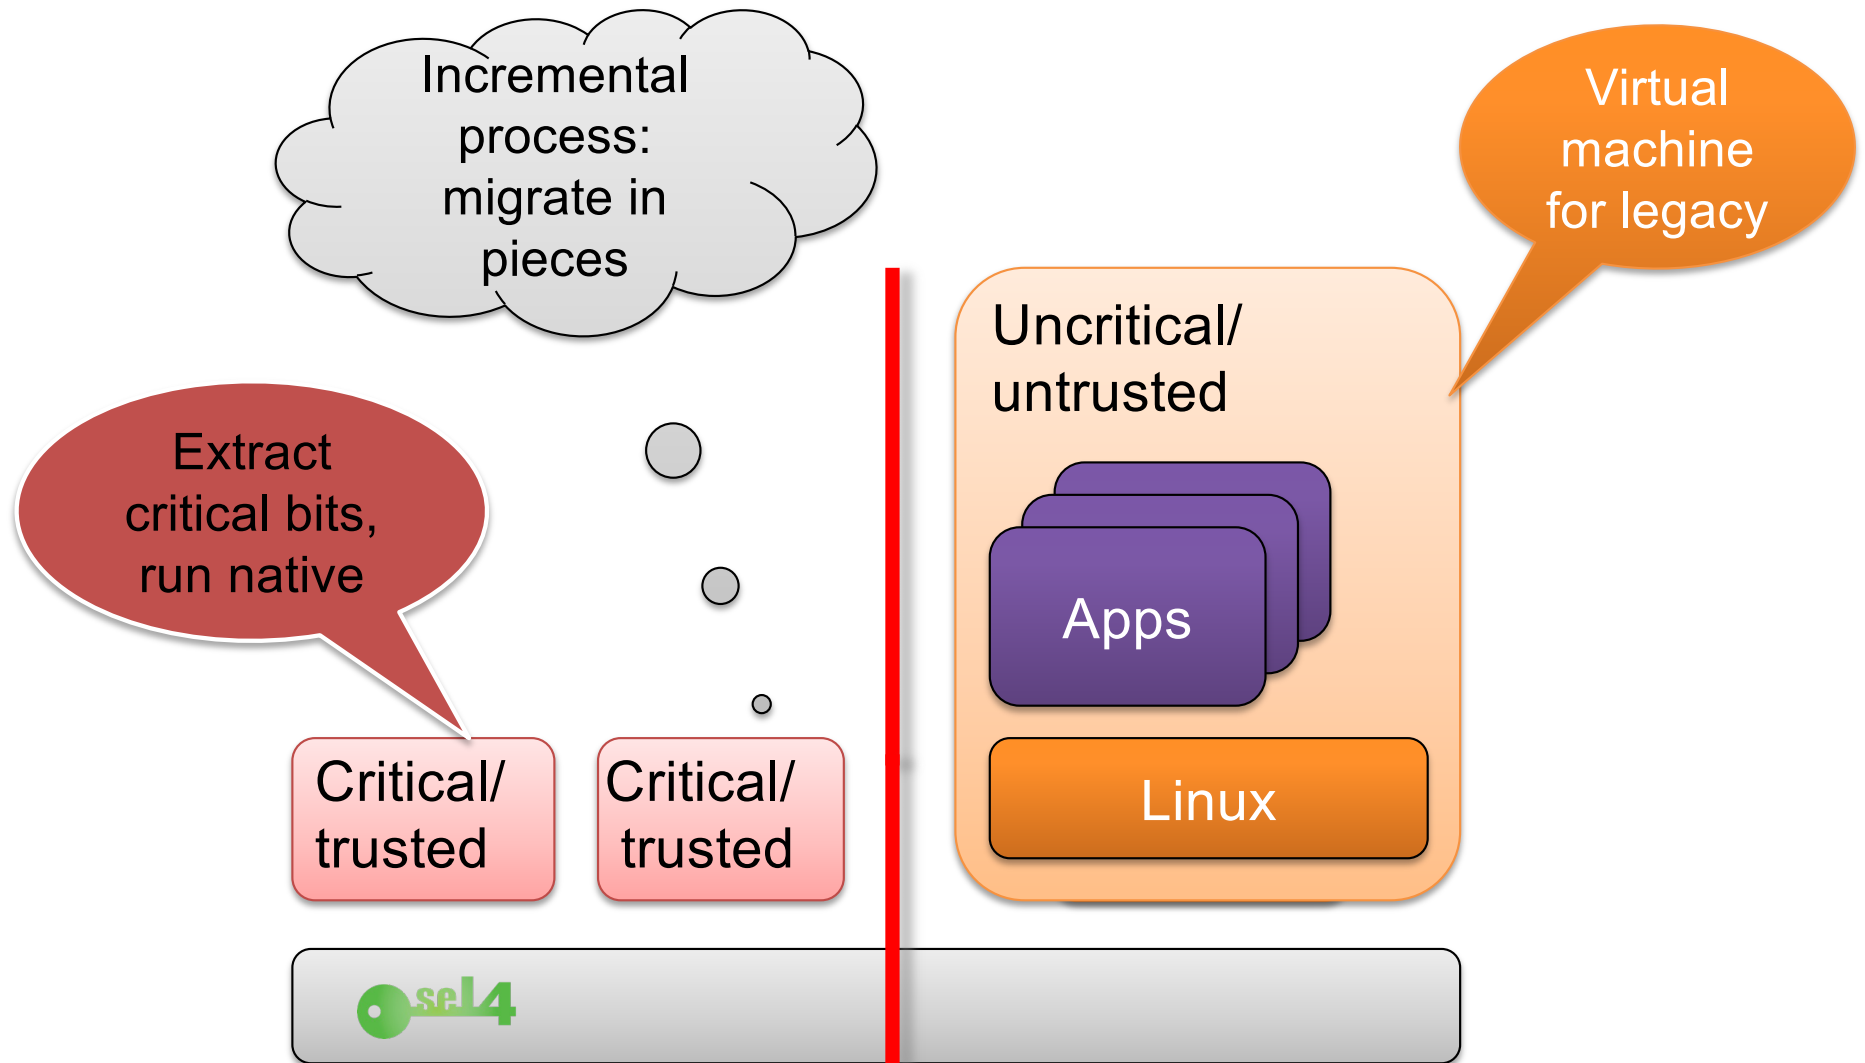 Incremental
process:
migrate in
pieces
Virtual
machine
for legacy
Uncritical/
untrusted
Extract
critical bits,
run native
Apps
Critical/
trusted
Critical/
trusted
Linux
seL4